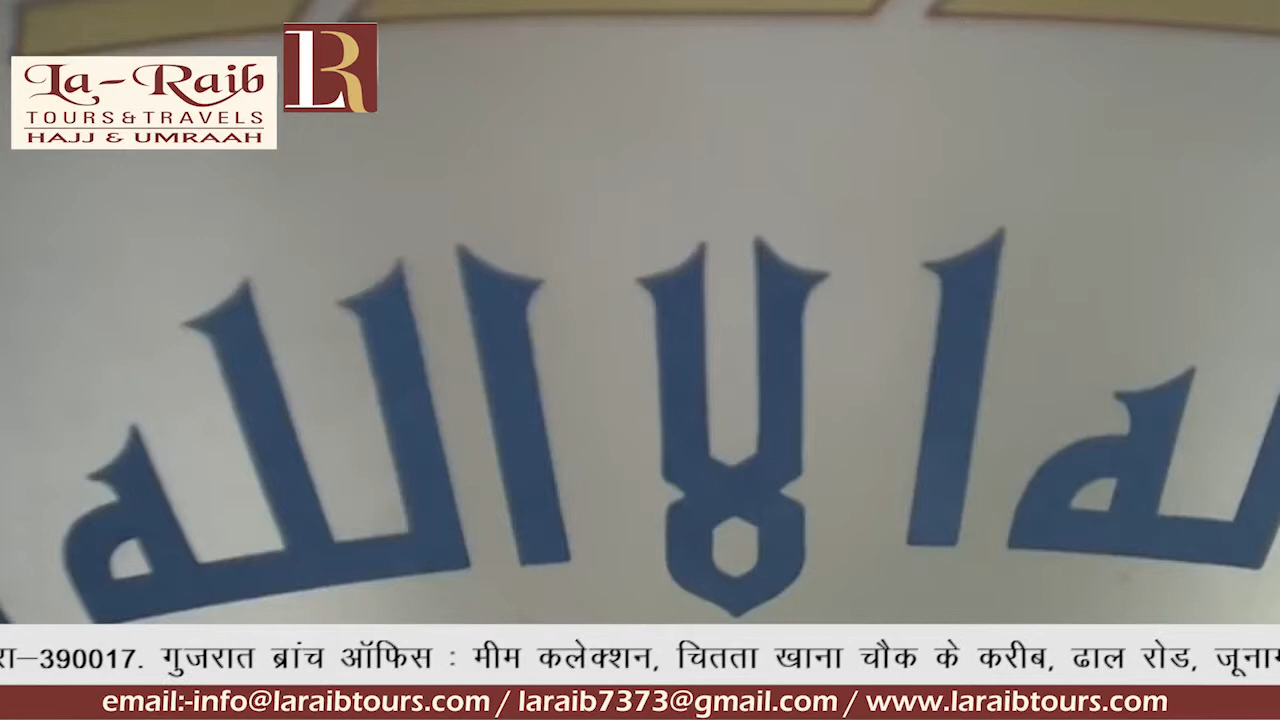 La-Raib
TOURS & TRAVELS
HAJJ & UMRAAH
LR
له الا الله
रा–390017. गुजरात ब्रांच ऑफिस : मीम कलेक्शन, चितता खाना चौक के करीब, ढाल रोड, जूनाग
email:-info@laraibtours.com / laraib7373@gmail.com / www.laraibtours.com